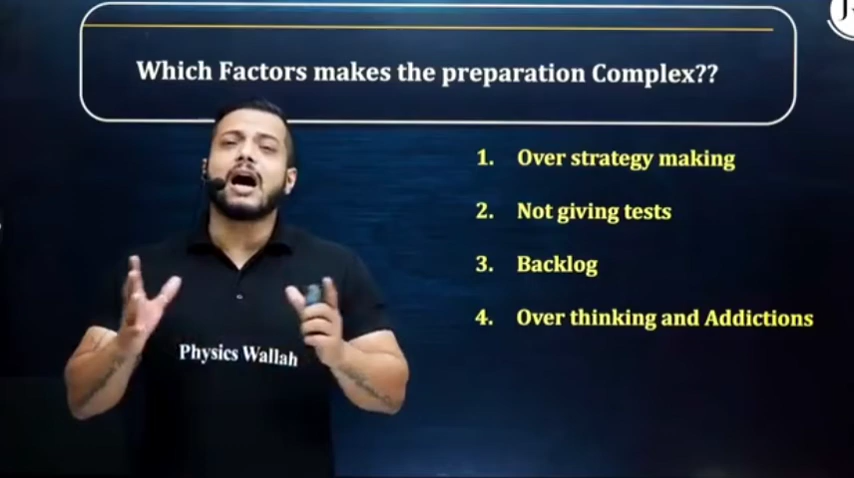 Which Factors makes the preparation Complex??
1. Over strategy making
2. Not giving tests
3. Backlog
4. Over thinking and Addictions
Physics Wallah